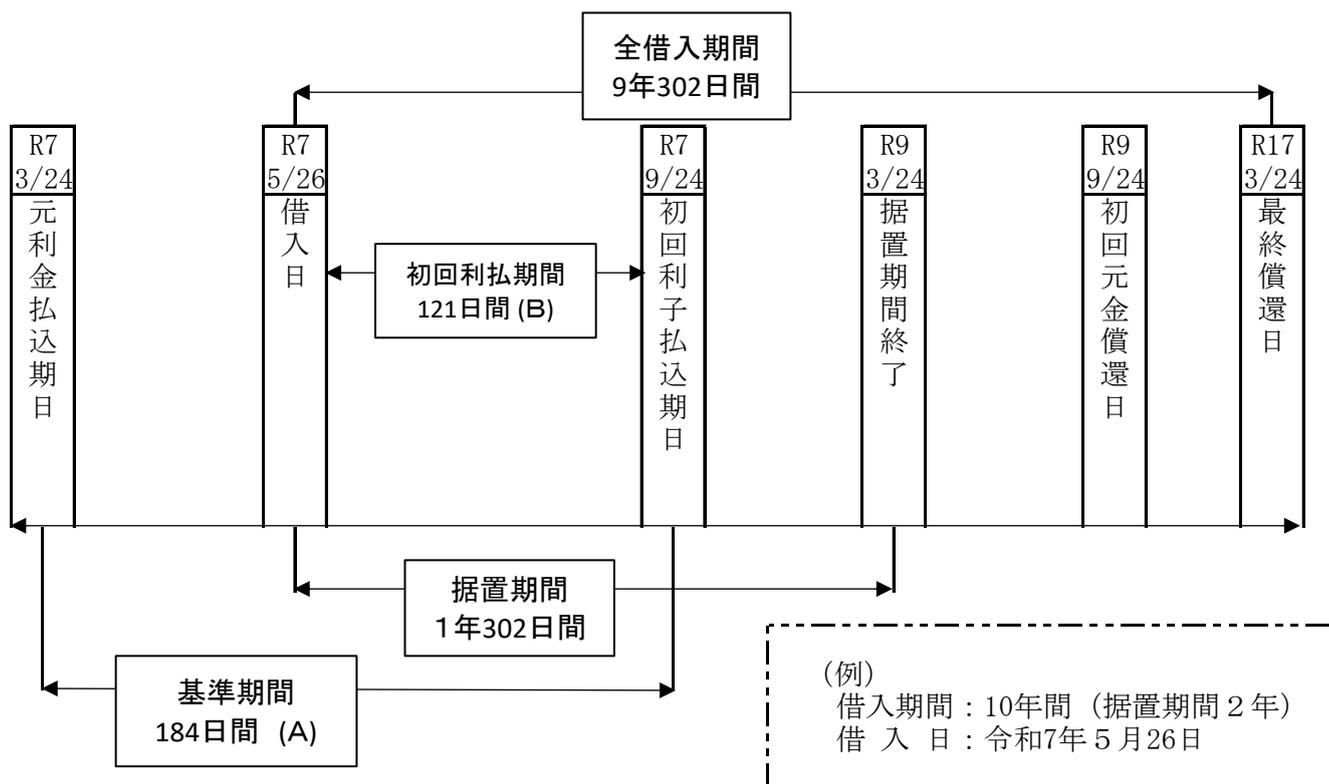 全借入期間
9年302日間
R7
3/24
元利金払込期日
R7
5/26
借入日
R7
9/24
初回利子払込期日
R9
3/24
据置期間終了
R9
9/24
初回元金償還日
R17
3/24
最終償還日
初回利払期間
121日間 (B)
据置期間
１年302日間
基準期間
184日間 (A)
(例)
借入期間：10年間 (据置期間２年)
借 入 日：令和7年５月26日